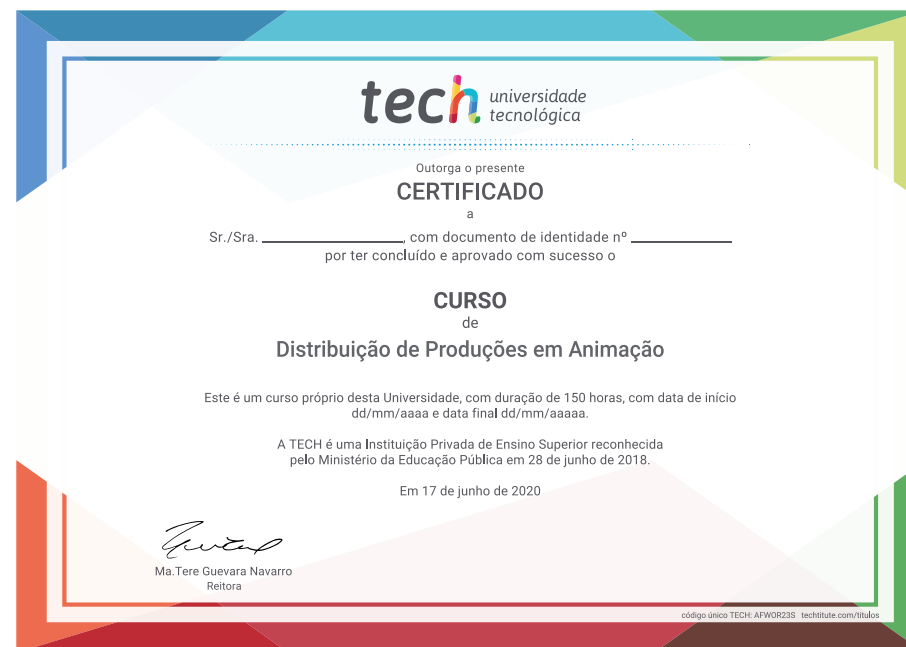 tech universidade
tecnológica
Outorga o presente
CERTIFICADO
a
Sr./Sra. ____________, com documento de identidade nº ____________
por ter concluído e aprovado com sucesso o
CURSO
de
Distribuição de Produções em Animação
Este é um curso próprio desta Universidade, com duração de 150 horas, com data de início
dd/mm/aaaa e data final dd/mm/aaaaa.
A TECH é uma Instituição Privada de Ensino Superior reconhecida
pelo Ministério da Educação Pública em 28 de junho de 2018.
Em 17 de junho de 2020
Ma.Tere Guevara Navarro
Reitora
código único TECH: AFWOR23S techtitute.com/títulos